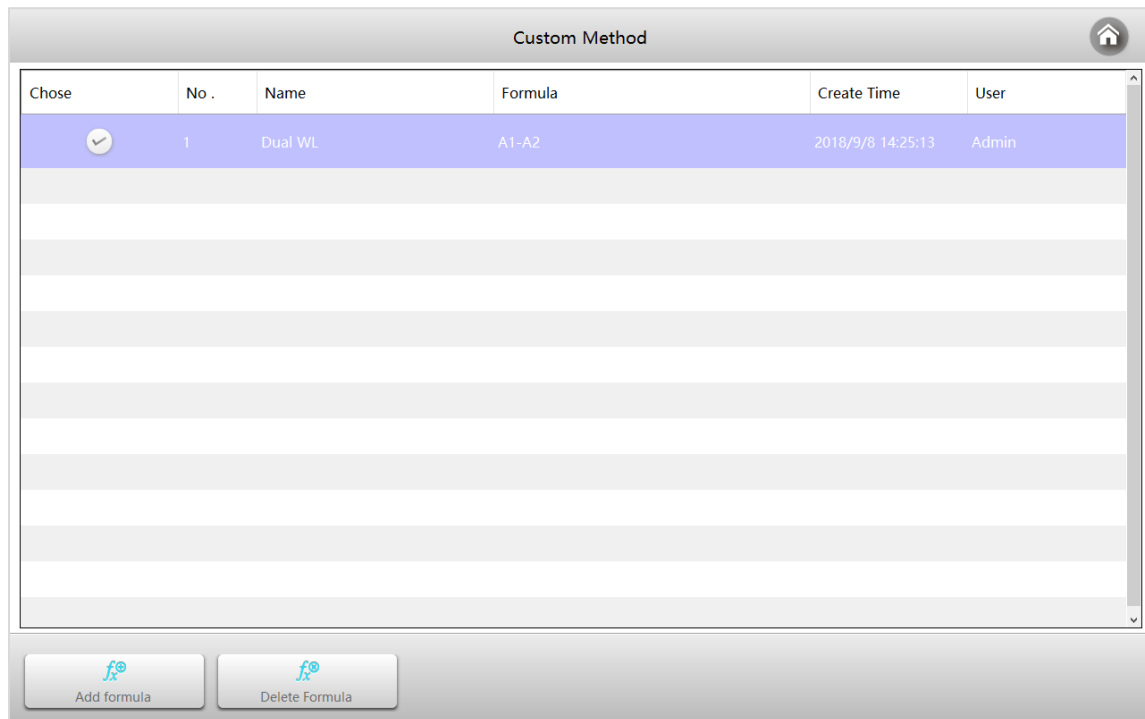 Custom Method
Chose No . Name Formula Create Time User
1 Dual WL A1-A2 2018/9/8 14:25:13 Admin
Add formula Delete Formula